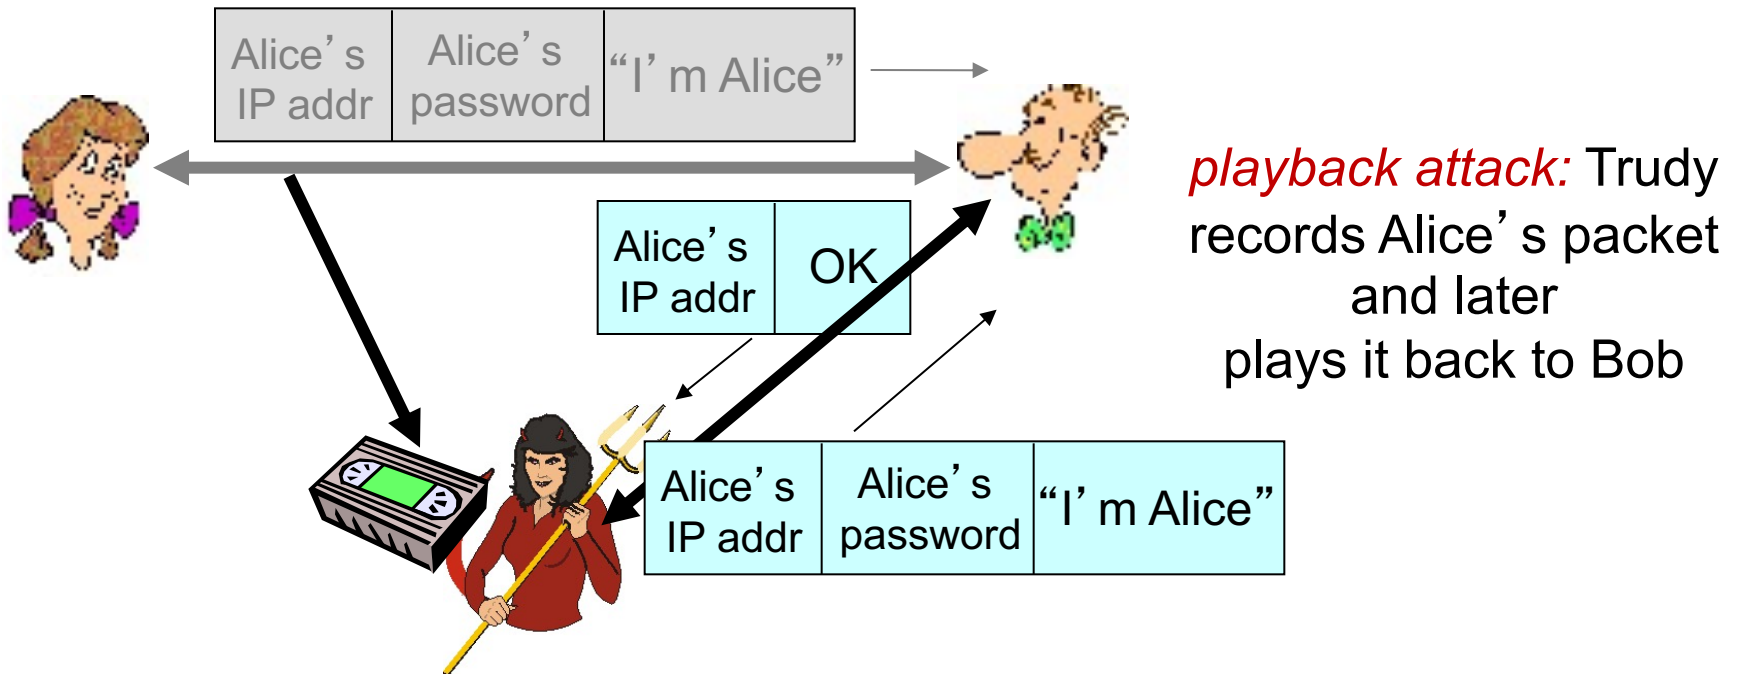 Alice’s
IP addr
Alice’s
password
“I’m Alice”
playback attack: Trudy
records Alice’s packet
and later
plays it back to Bob
Alice’s
IP addr
OK
Alice’s
IP addr
Alice’s
password
“I’m Alice”